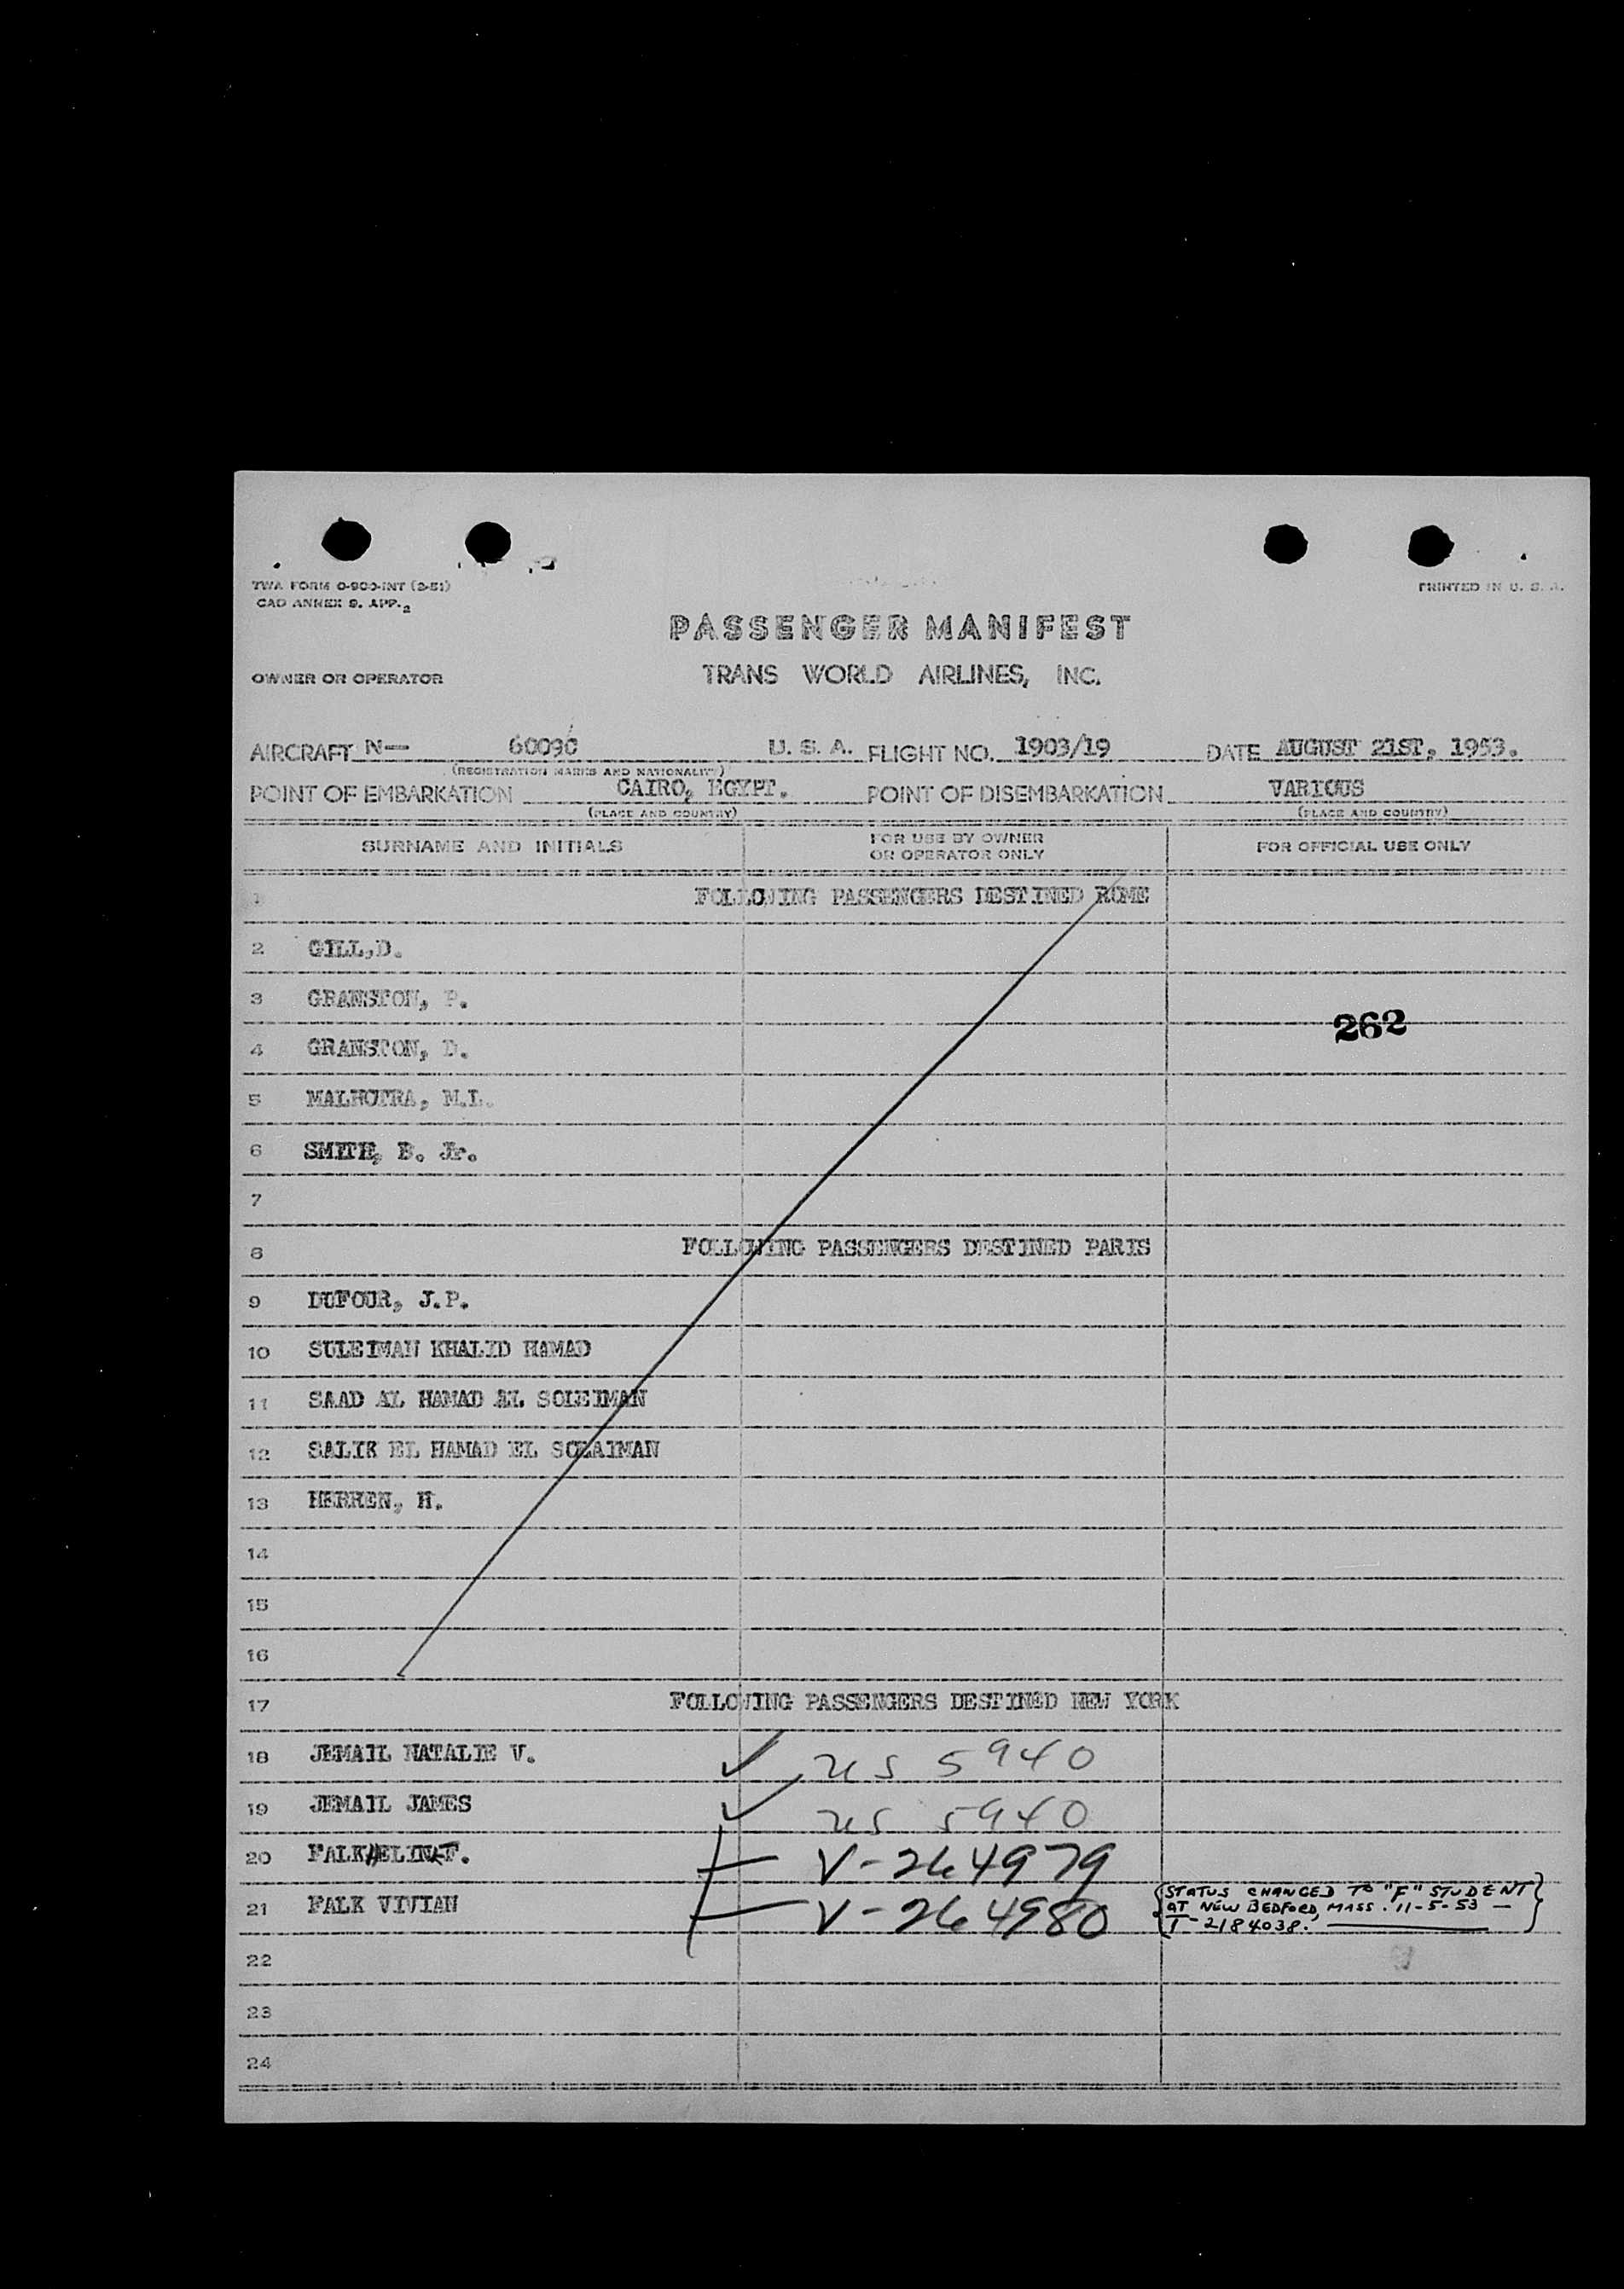 TWA FORM 0-900-INT (2-51)
CAD ANNEX 9. APP. 2
PRINTED IN U. S. A.
PASSENGER MANIFEST
OWNER OR OPERATOR
TRANS WORLD AIRLINES, INC.
AIRCRAFT N— 60090 U. S. A. FLIGHT NO. 1903/19 DATE AUGUST 21ST, 1953.
(REGISTRATION MARKS AND NATIONALITY)
POINT OF EMBARKATION CAIRO, EGYPT. POINT OF DISEMBARKATION VARIOUS
(PLACE AND COUNTRY) (PLACE AND COUNTRY)
SURNAME AND INITIALS FOR USE BY OWNER OR OPERATOR ONLY FOR OFFICIAL USE ONLY
1 FOLLOWING PASSENGERS DESTINED ROME
2 GILL,D.
3 GRANSTON, P.
262
4 GRANSTON, D.
5 MALHOTRA, M.L.
6 SMITH, B. Jr.
7
8 FOLLOWING PASSENGERS DESTINED PARIS
9 DUFOUR, J.P.
10 SULEIMAN KHALID HAMAD
11 SAAD AL HAMAD AL SOLEIMAN
12 SALIK EL HAMAD EL SOLAIMAN
13 HERREN, H.
14
15
16
17 FOLLOWING PASSENGERS DESTINED NEW YORK
18 JEMAIL NATALIE V. ✓ US 5940
19 JEMAIL JAMES ✓ US 5940
20 FALK V-264979
21 FALK VIVIAN V-264980
STATUS CHANGED TO "F" STUDENT
AT NEW BEDFORD, MASS. 11-5-53 —
T-2184038.
22
23
24